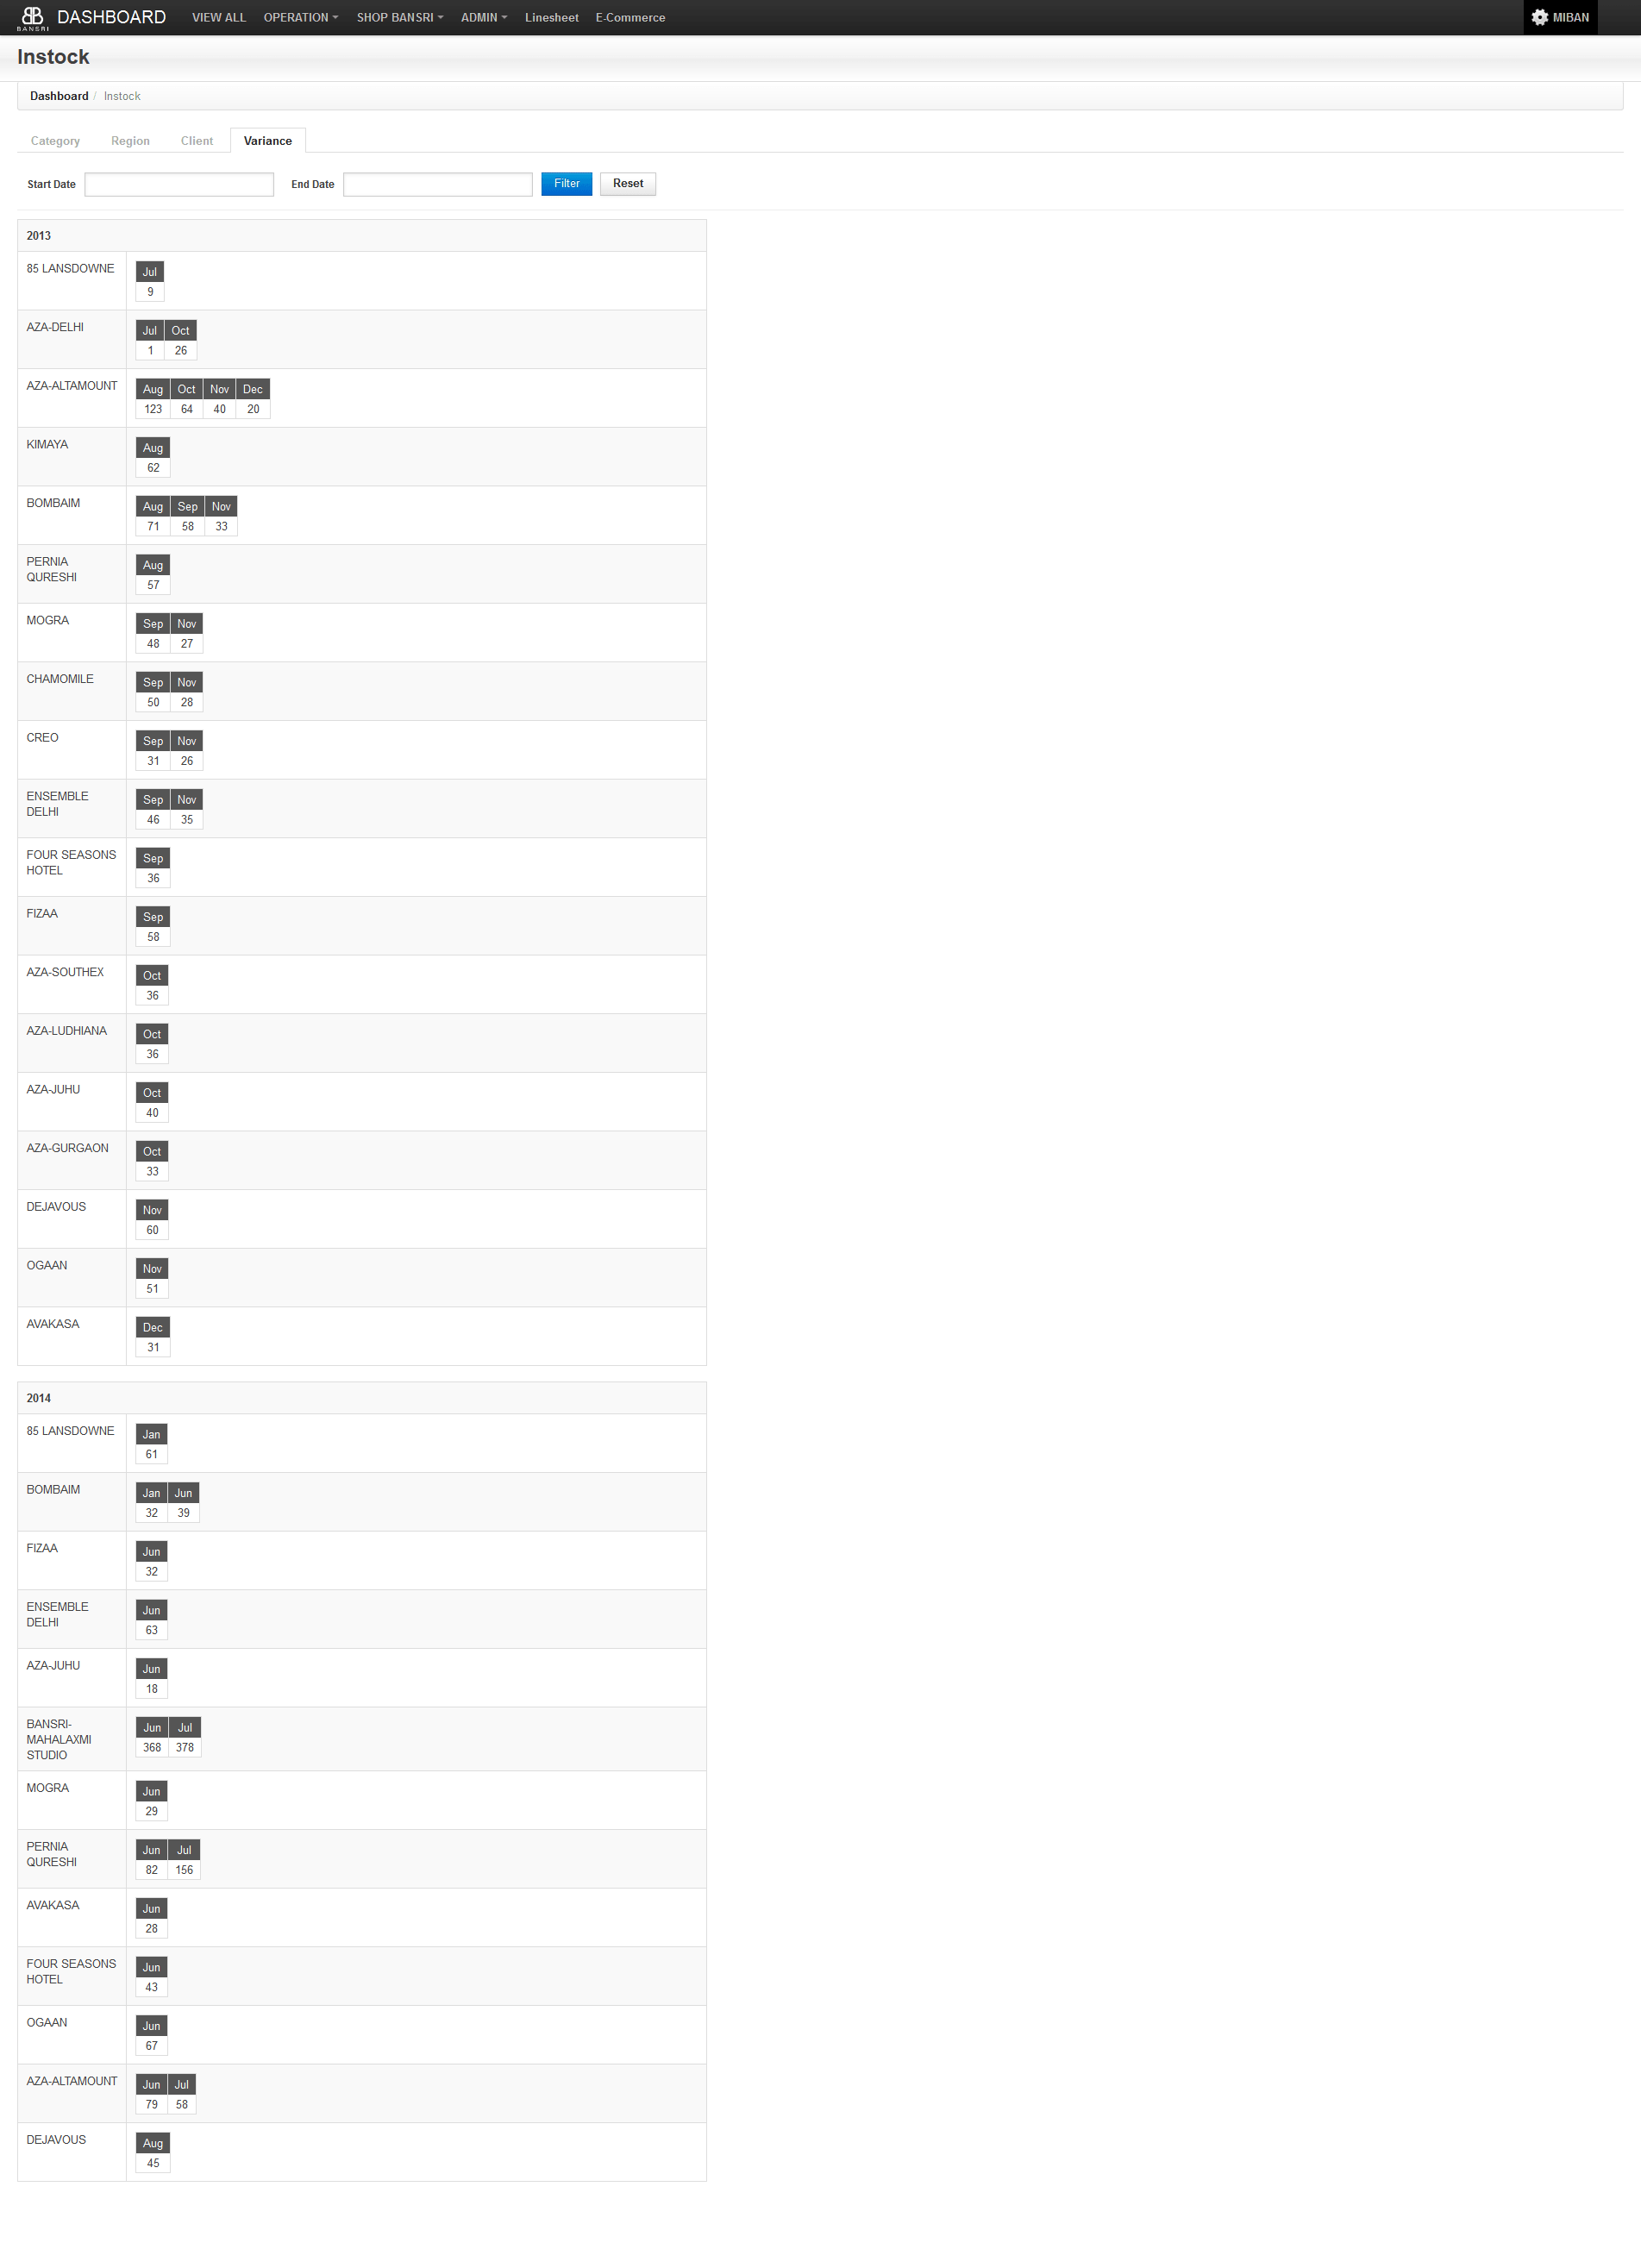 BANSRI
DASHBOARD VIEW ALL OPERATION SHOP BANSRI ADMIN Linesheet E-Commerce MIBAN
Instock
Dashboard / Instock
Category Region Client Variance
Start Date End Date Filter Reset
2013
85 LANSDOWNE
Jul
9
AZA-DELHI
Jul Oct
1 26
AZA-ALTAMOUNT
Aug Oct Nov Dec
123 64 40 20
KIMAYA
Aug
62
BOMBAIM
Aug Sep Nov
71 58 33
PERNIA
QURESHI
Aug
57
MOGRA
Sep Nov
48 27
CHAMOMILE
Sep Nov
50 28
CREO
Sep Nov
31 26
ENSEMBLE
DELHI
Sep Nov
46 35
FOUR SEASONS
HOTEL
Sep
36
FIZAA
Sep
58
AZA-SOUTHEX
Oct
36
AZA-LUDHIANA
Oct
36
AZA-JUHU
Oct
40
AZA-GURGAON
Oct
33
DEJAVOUS
Nov
60
OGAAN
Nov
51
AVAKASA
Dec
31
2014
85 LANSDOWNE
Jan
61
BOMBAIM
Jan Jun
32 39
FIZAA
Jun
32
ENSEMBLE
DELHI
Jun
63
AZA-JUHU
Jun
18
BANSRI-
MAHALAXMI
STUDIO
Jun Jul
368 378
MOGRA
Jun
29
PERNIA
QURESHI
Jun Jul
82 156
AVAKASA
Jun
28
FOUR SEASONS
HOTEL
Jun
43
OGAAN
Jun
67
AZA-ALTAMOUNT
Jun Jul
79 58
DEJAVOUS
Aug
45